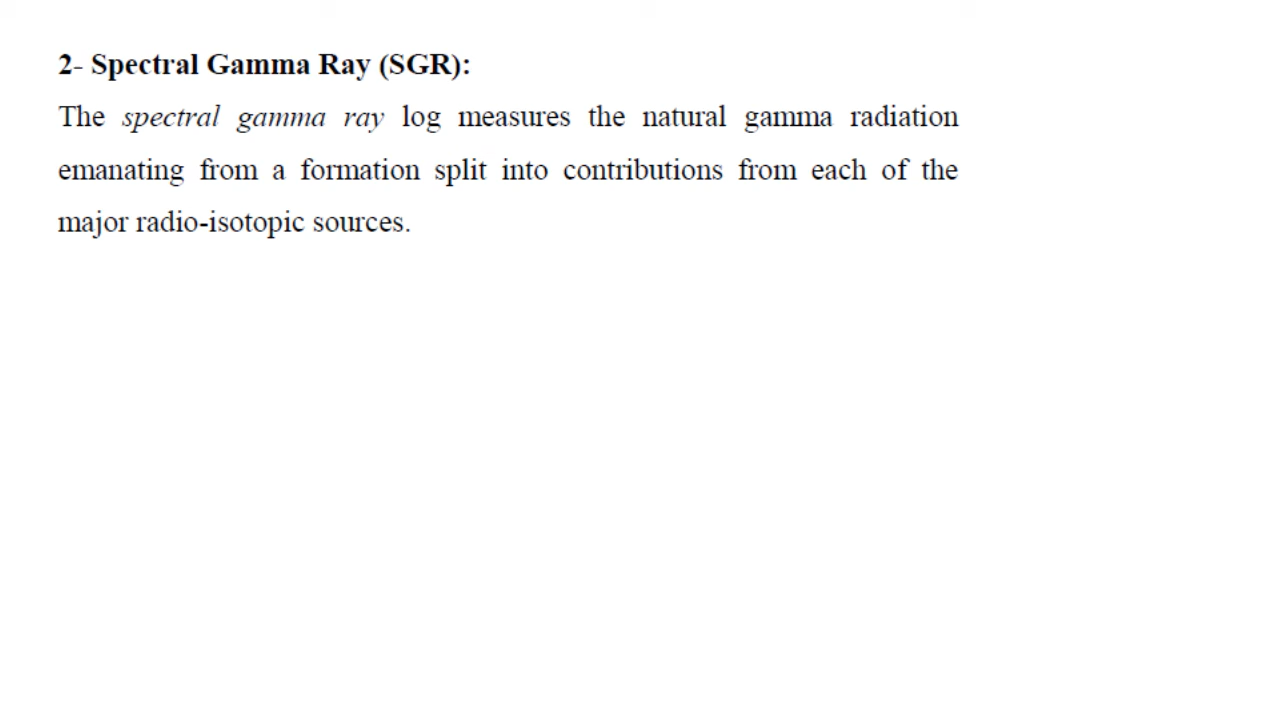 2- Spectral Gamma Ray (SGR):
The spectral gamma ray log measures the natural gamma radiation
emanating from a formation split into contributions from each of the
major radio-isotopic sources.